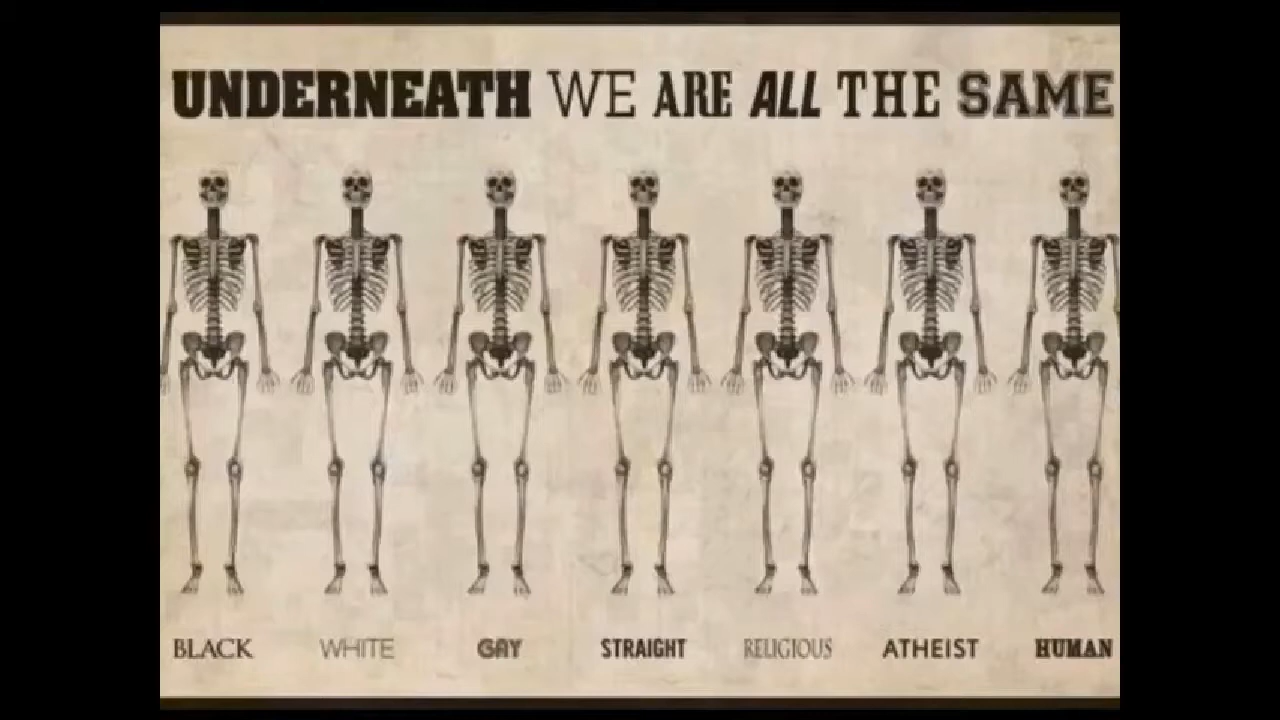 UNDERNEATH WE ARE ALL THE SAME
BLACK WHITE GAY STRAIGHT RELIGIOUS ATHEIST HUMAN